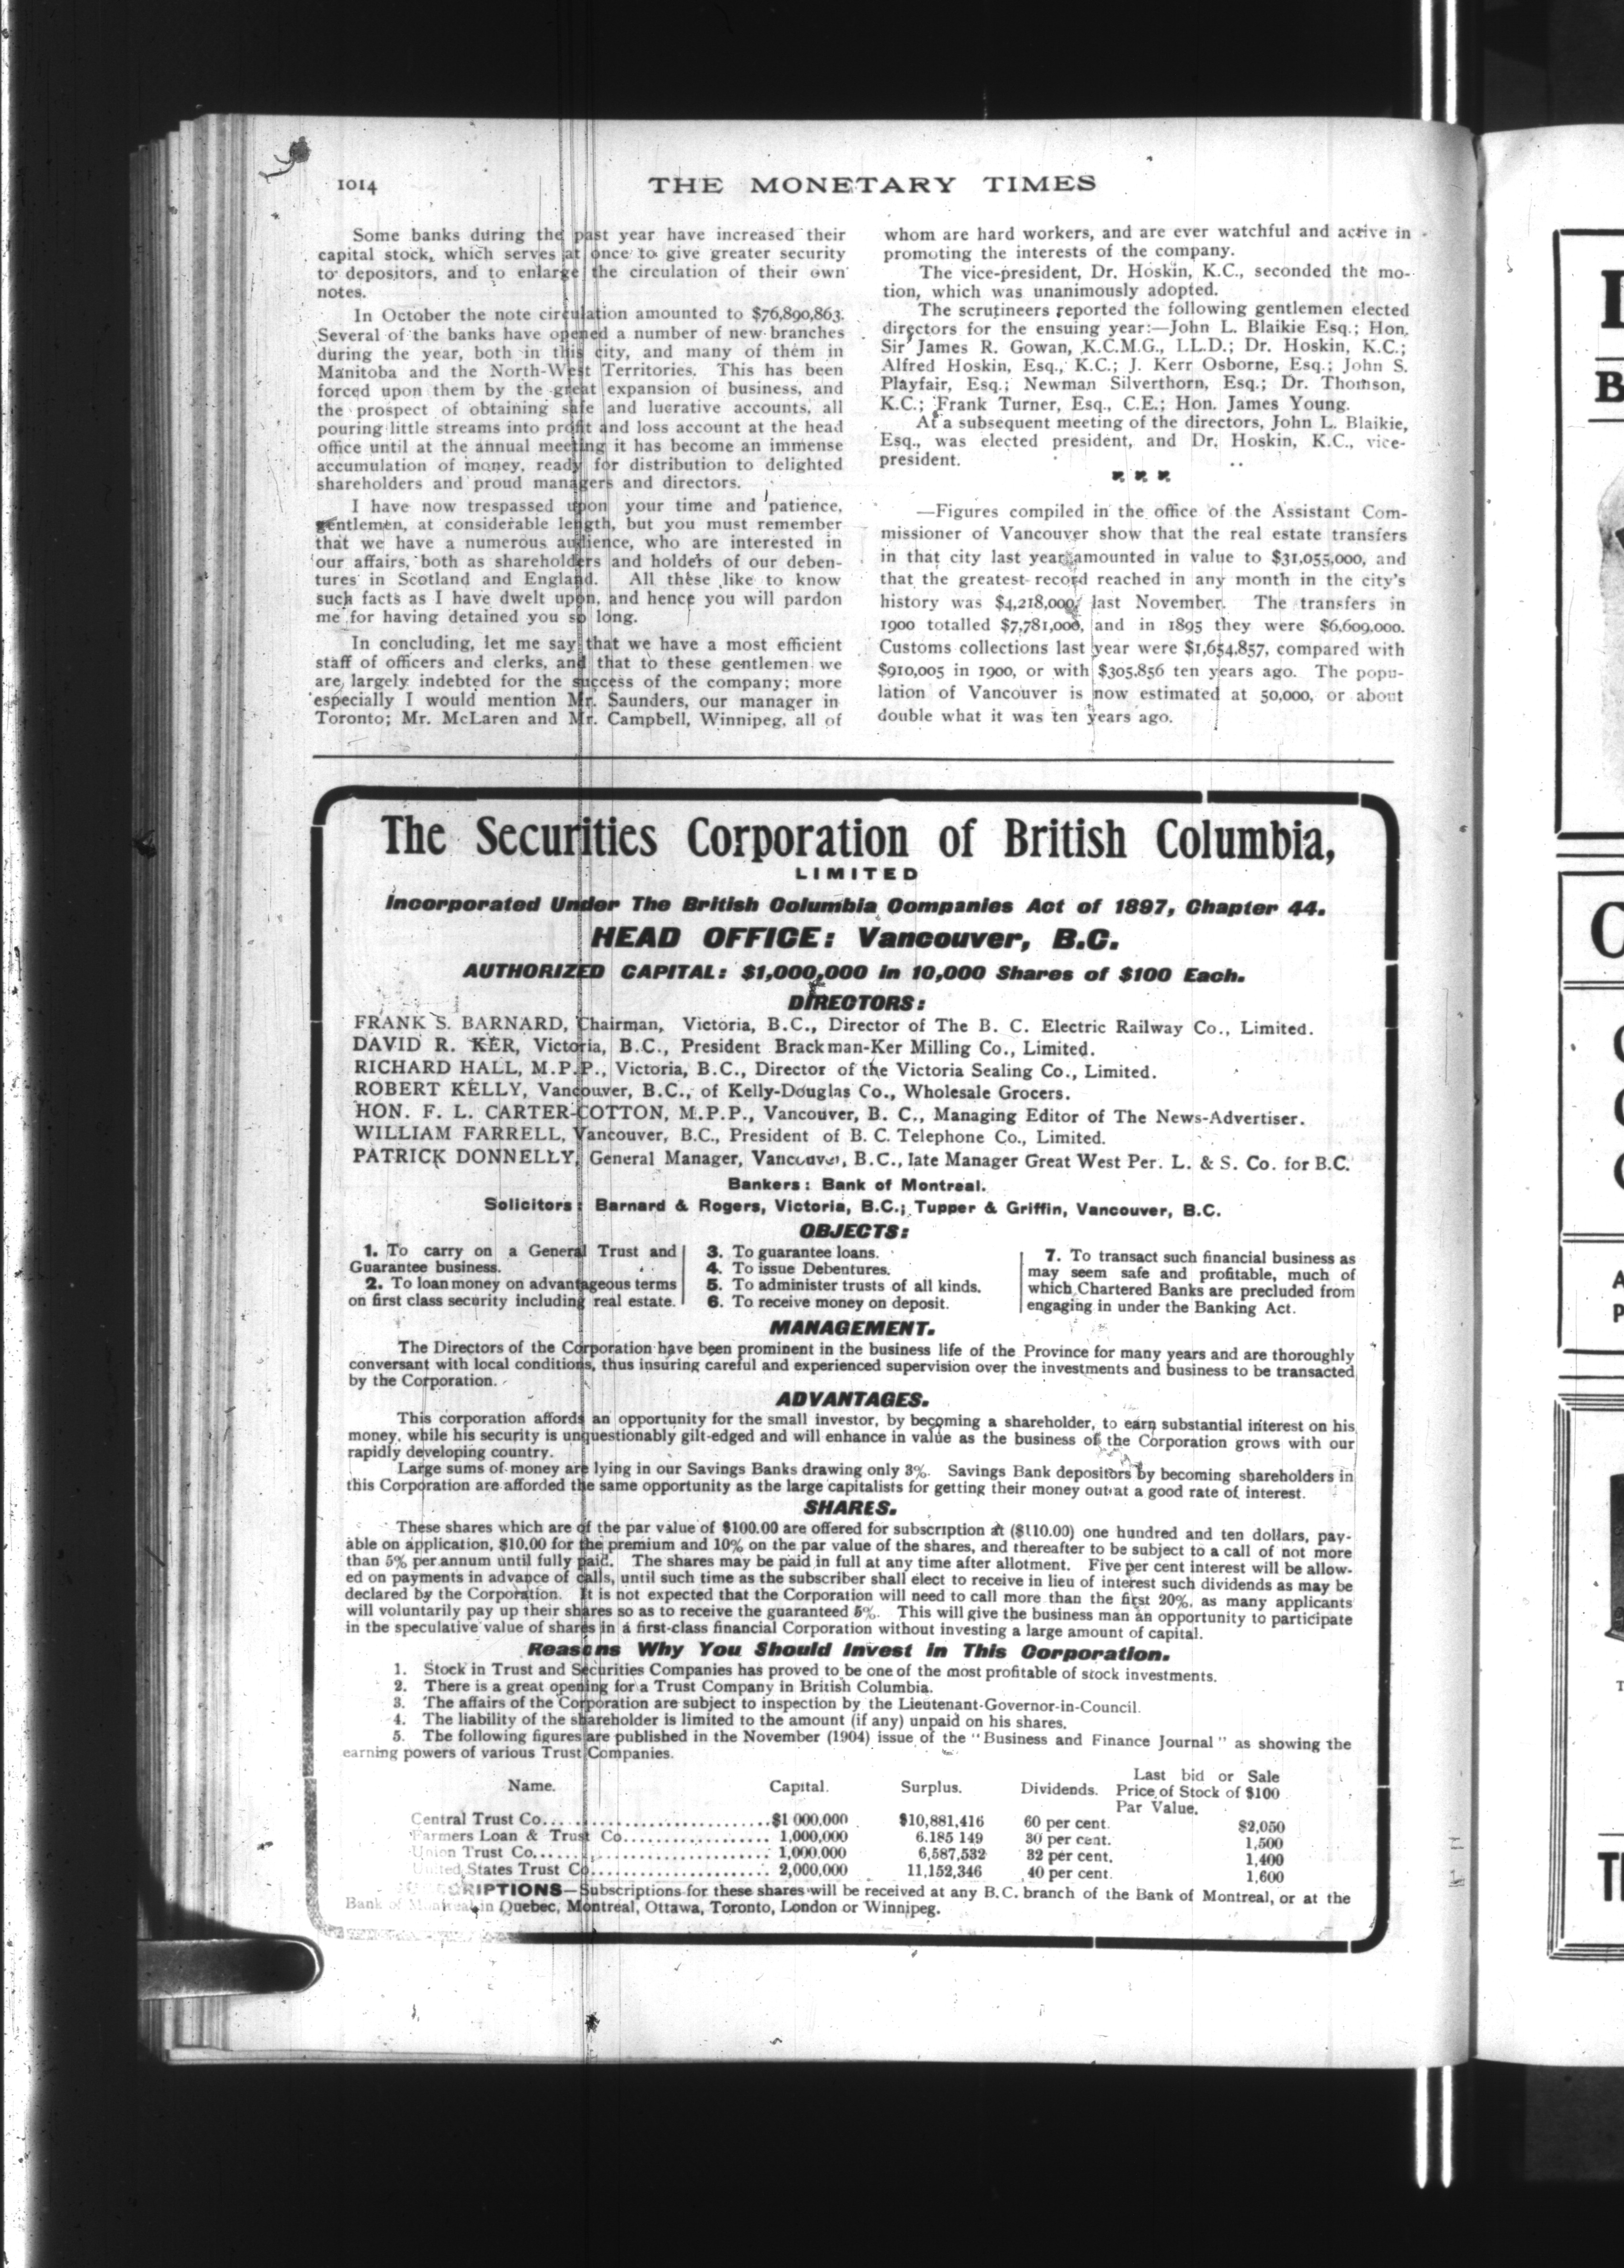 1014
THE MONETARY TIMES
Some banks during the past year have increased their
capital stock, which serves at once to give greater security
to depositors, and to enlarge the circulation of their own
notes.
In October the note circulation amounted to $76,890,863.
Several of the banks have opened a number of new branches
during the year, both in this city, and many of them in
Manitoba and the North-West Territories. This has been
forced upon them by the great expansion of business, and
the prospect of obtaining safe and lucrative accounts, all
pouring little streams into profit and loss account at the head
office until at the annual meeting it has become an immense
accumulation of money, ready for distribution to delighted
shareholders and proud managers and directors.
I have now trespassed upon your time and patience,
gentlemen, at considerable length, but you must remember
that we have a numerous audience, who are interested in
our affairs, both as shareholders and holders of our deben-
tures in Scotland and England. All these like to know
such facts as I have dwelt upon, and hence you will pardon
me for having detained you so long.
In concluding, let me say that we have a most efficient
staff of officers and clerks, and that to these gentlemen we
are largely indebted for the success of the company; more
especially I would mention Mr. Saunders, our manager in
Toronto; Mr. McLaren and Mr. Campbell, Winnipeg, all of
whom are hard workers, and are ever watchful and active in
promoting the interests of the company.
The vice-president, Dr. Hoskin, K.C., seconded the mo-
tion, which was unanimously adopted.
The scrutineers reported the following gentlemen elected
directors for the ensuing year:—John L. Blaikie Esq.; Hon.
Sir James R. Gowan, K.C.M.G., LL.D.; Dr. Hoskin, K.C.;
Alfred Hoskin, Esq., K.C.; J. Kerr Osborne, Esq.; John S.
Playfair, Esq.; Newman Silverthorn, Esq.; Dr. Thomson,
K.C.; Frank Turner, Esq., C.E.; Hon. James Young.
At a subsequent meeting of the directors, John L. Blaikie,
Esq., was elected president, and Dr. Hoskin, K.C., vice-
president.
—Figures compiled in the office of the Assistant Com-
missioner of Vancouver show that the real estate transfers
in that city last year amounted in value to $31,055,000, and
that the greatest record reached in any month in the city's
history was $4,218,000, last November. The transfers in
1900 totalled $7,781,000, and in 1895 they were $6,609,000.
Customs collections last year were $1,654,857, compared with
$910,005 in 1900, or with $305,856 ten years ago. The popu-
lation of Vancouver is now estimated at 50,000, or about
double what it was ten years ago.
The Securities Corporation of British Columbia,
LIMITED
Incorporated Under The British Columbia Companies Act of 1897, Chapter 44.
HEAD OFFICE: Vancouver, B.C.
AUTHORIZED CAPITAL: $1,000,000 in 10,000 Shares of $100 Each.
DIRECTORS:
FRANK S. BARNARD, Chairman, Victoria, B.C., Director of The B. C. Electric Railway Co., Limited.
DAVID R. KER, Victoria, B.C., President Brackman-Ker Milling Co., Limited.
RICHARD HALL, M.P.P., Victoria, B.C., Director of the Victoria Sealing Co., Limited.
ROBERT KELLY, Vancouver, B.C., of Kelly-Douglas Co., Wholesale Grocers.
HON. F. L. CARTER-COTTON, M.P.P., Vancouver, B. C., Managing Editor of The News-Advertiser.
WILLIAM FARRELL, Vancouver, B.C., President of B. C. Telephone Co., Limited.
PATRICK DONNELLY, General Manager, Vancouver, B.C., late Manager Great West Per. L. & S. Co. for B.C.
Bankers: Bank of Montreal.
Solicitors: Barnard & Rogers, Victoria, B.C.; Tupper & Griffin, Vancouver, B.C.
OBJECTS:
1. To carry on a General Trust and
Guarantee business.
2. To loan money on advantageous terms
on first class security including real estate.
3. To guarantee loans.
4. To issue Debentures.
5. To administer trusts of all kinds.
6. To receive money on deposit.
7. To transact such financial business as
may seem safe and profitable, much of
which Chartered Banks are precluded from
engaging in under the Banking Act.
MANAGEMENT.
The Directors of the Corporation have been prominent in the business life of the Province for many years and are thoroughly
conversant with local conditions, thus insuring careful and experienced supervision over the investments and business to be transacted
by the Corporation.
ADVANTAGES.
This corporation affords an opportunity for the small investor, by becoming a shareholder, to earn substantial interest on his
money, while his security is unquestionably gilt-edged and will enhance in value as the business of the Corporation grows with our
rapidly developing country.
Large sums of money are lying in our Savings Banks drawing only 3%. Savings Bank depositors by becoming shareholders in
this Corporation are afforded the same opportunity as the large capitalists for getting their money out at a good rate of interest.
SHARES.
These shares which are of the par value of $100.00 are offered for subscription at ($110.00) one hundred and ten dollars, pay-
able on application, $10.00 for the premium and 10% on the par value of the shares, and thereafter to be subject to a call of not more
than 5% per annum until fully paid. The shares may be paid in full at any time after allotment. Five per cent interest will be allow-
ed on payments in advance of calls, until such time as the subscriber shall elect to receive in lieu of interest such dividends as may be
declared by the Corporation. It is not expected that the Corporation will need to call more than the first 20%, as many applicants
will voluntarily pay up their shares so as to receive the guaranteed 5%. This will give the business man an opportunity to participate
in the speculative value of shares in a first-class financial Corporation without investing a large amount of capital.
Reasons Why You Should Invest in This Corporation.
1. Stock in Trust and Securities Companies has proved to be one of the most profitable of stock investments.
2. There is a great opening for a Trust Company in British Columbia.
3. The affairs of the Corporation are subject to inspection by the Lieutenant-Governor-in-Council.
4. The liability of the shareholder is limited to the amount (if any) unpaid on his shares.
5. The following figures are published in the November (1904) issue of the "Business and Finance Journal" as showing the
earning powers of various Trust Companies.
Name. Capital. Surplus. Dividends. Last bid or Sale
Price of Stock of $100
Par Value.
Central Trust Co. $1 000,000 $10,881,416 60 per cent. $2,050
Farmers Loan & Trust Co. 1,000,000 6.185 149 30 per cent. 1,500
Union Trust Co. 1,000,000 6,587,532 32 per cent. 1,400
United States Trust Co. 2,000,000 11,152,346 40 per cent. 1,600
SUBSCRIPTIONS—Subscriptions for these shares will be received at any B.C. branch of the Bank of Montreal, or at the
Bank of Montreal in Quebec, Montreal, Ottawa, Toronto, London or Winnipeg.